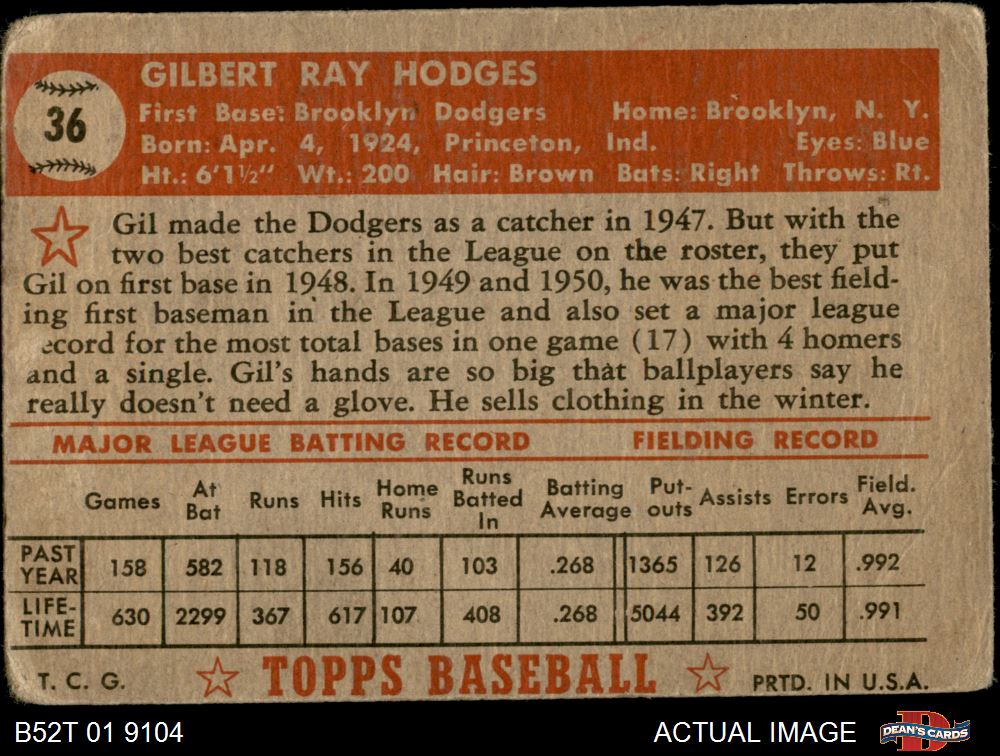 36
GILBERT RAY HODGES
First Base: Brooklyn Dodgers Home: Brooklyn, N. Y.
Born: Apr. 4, 1924, Princeton, Ind. Eyes: Blue
Ht.: 6'1½" Wt.: 200 Hair: Brown Bats: Right Throws: Rt.
Gil made the Dodgers as a catcher in 1947. But with the
two best catchers in the League on the roster, they put
Gil on first base in 1948. In 1949 and 1950, he was the best field-
ing first baseman in the League and also set a major league
ecord for the most total bases in one game (17) with 4 homers
and a single. Gil's hands are so big that ballplayers say he
really doesn't need a glove. He sells clothing in the winter.
MAJOR LEAGUE BATTING RECORD FIELDING RECORD
Games At Bat Runs Hits Home Runs Runs Batted In Batting Average Put-outs Assists Errors Field. Avg.
PAST YEAR 158 582 118 156 40 103 .268 1365 126 12 .992
LIFE-TIME 630 2299 367 617 107 408 .268 5044 392 50 .991
T. C. G. TOPPS BASEBALL PRTD. IN U.S.A.
B52T 01 9104 ACTUAL IMAGE DEAN'S CARDS